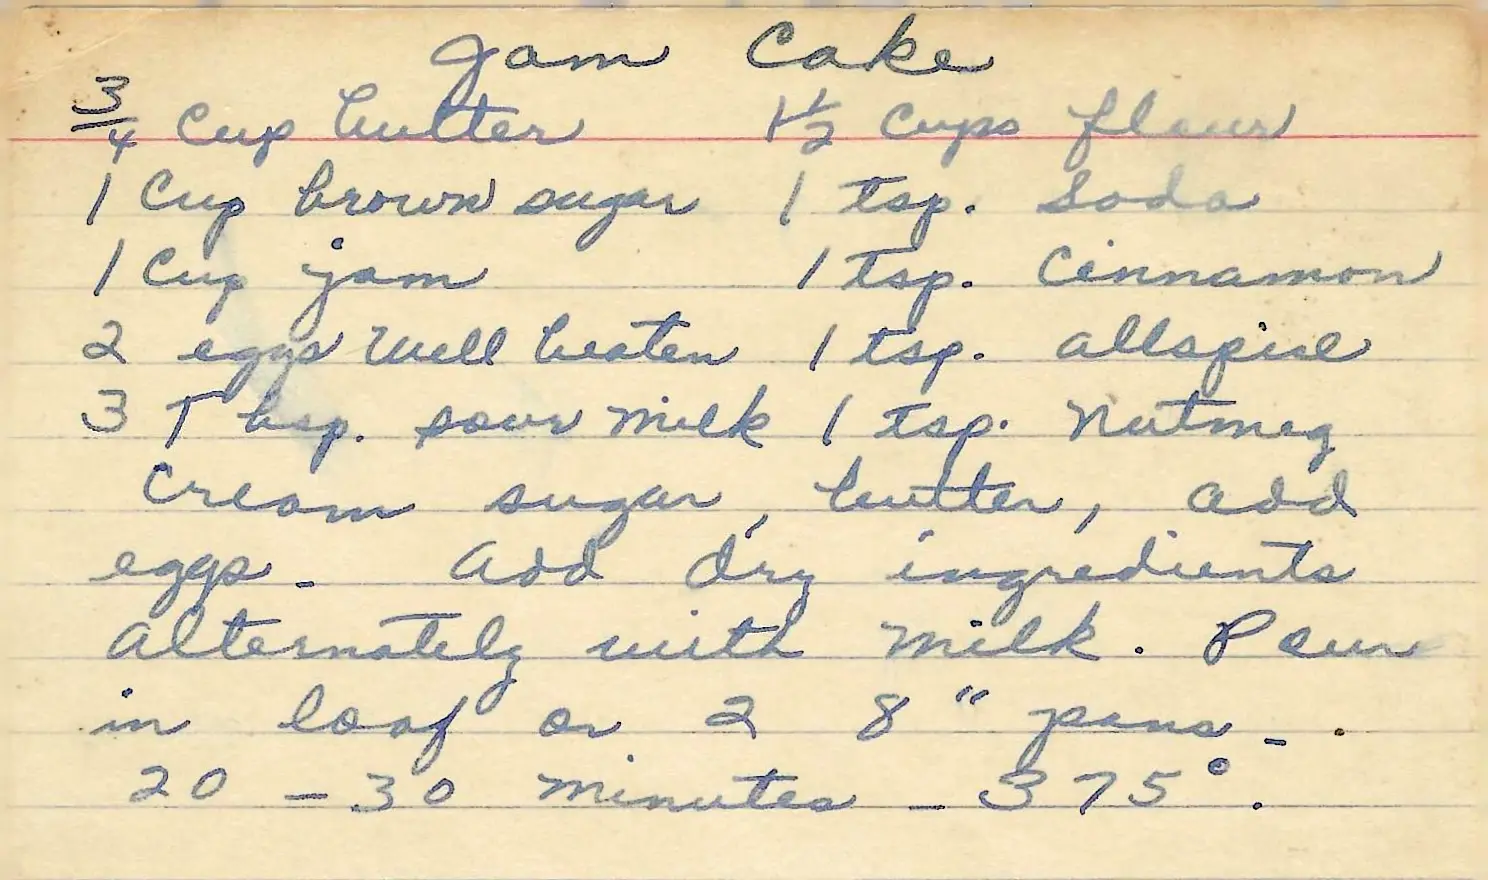 Jam Cake
3/4 Cup butter 1 1/2 Cups flour
1 Cup brown sugar 1 tsp. Soda
1 Cup jam 1 tsp. Cinnamon
2 eggs well beaten 1 tsp. allspice
3 Tbsp. sour milk 1 tsp. Nutmeg
Cream sugar, butter, add
eggs - add dry ingredients
alternately with milk. Pour
in loaf or 2 8" pans - .
20 - 30 minutes - 375°.